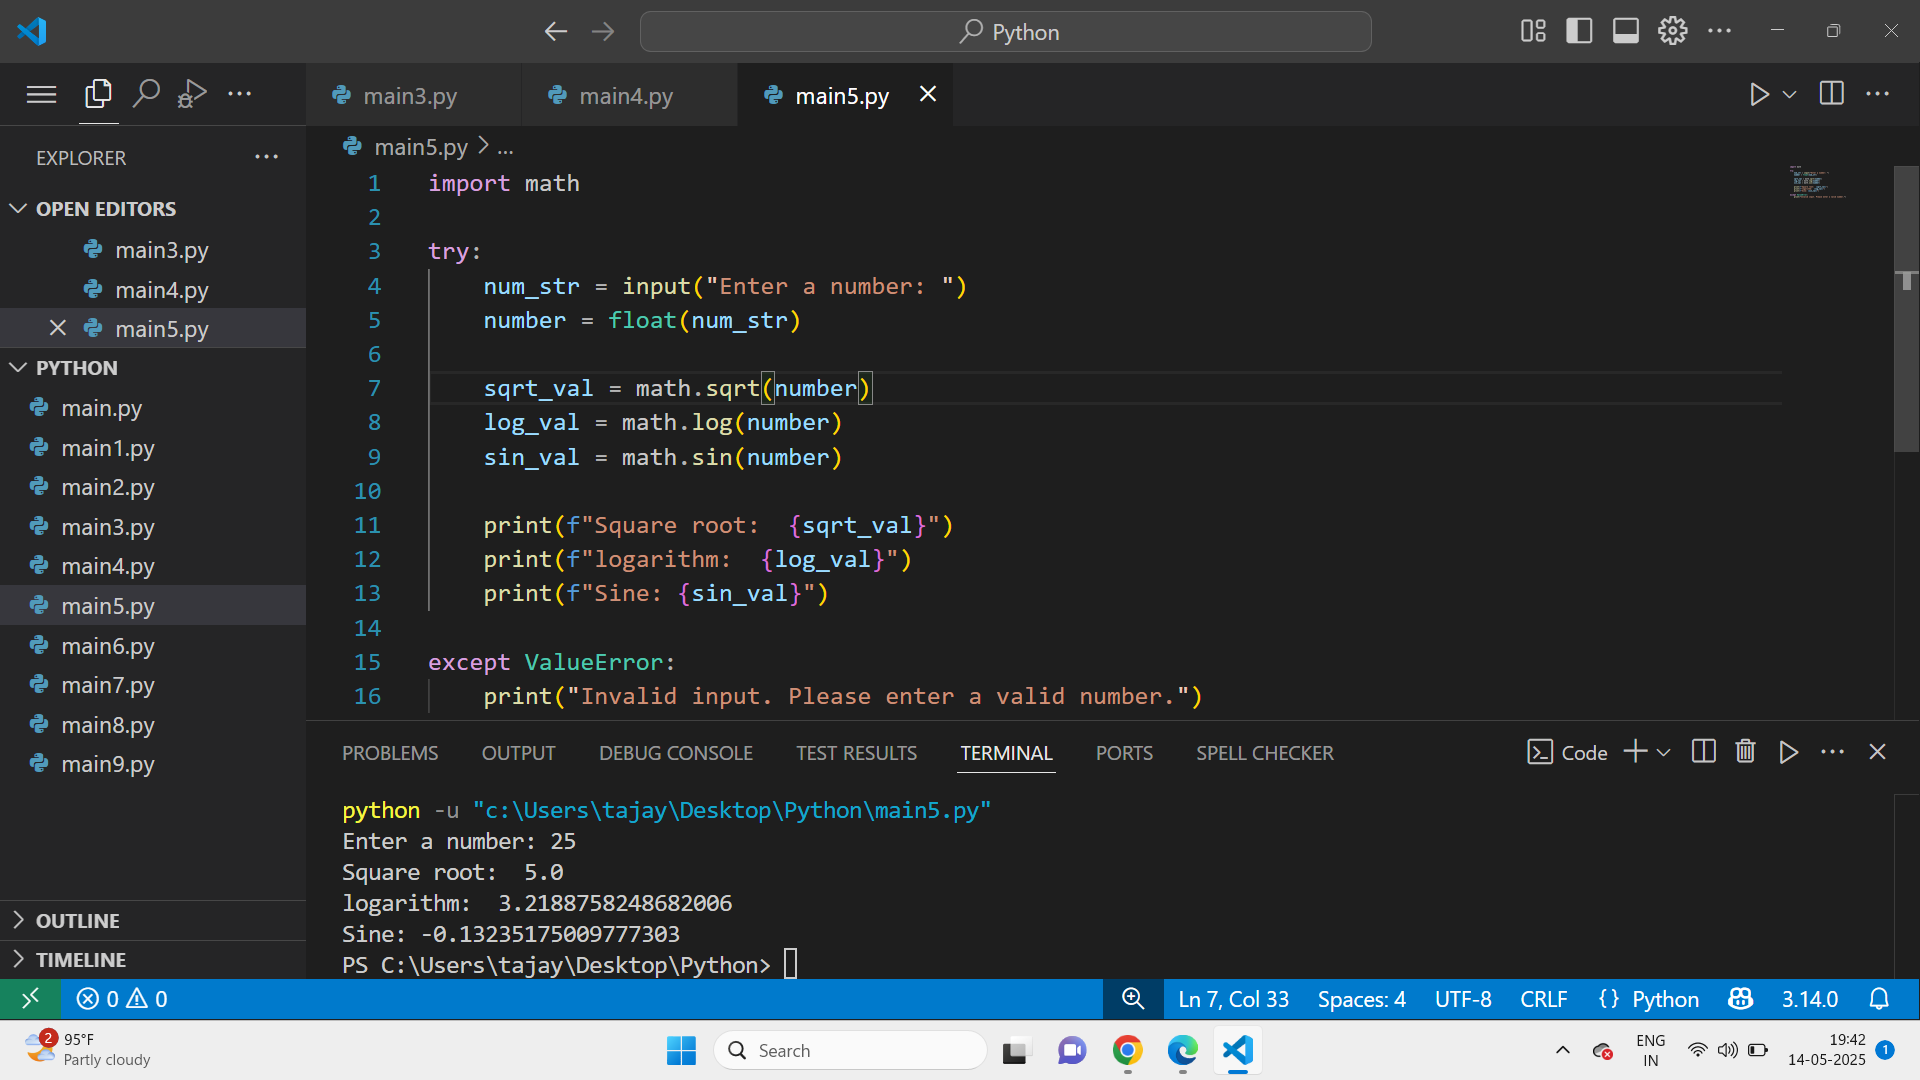 Python
main3.py
main4.py
main5.py
EXPLORER
OPEN EDITORS
main3.py
main4.py
main5.py
PYTHON
main.py
main1.py
main2.py
main3.py
main4.py
main5.py
main6.py
main7.py
main8.py
main9.py
OUTLINE
TIMELINE
main5.py > ...
1 import math
2
3 try:
4     num_str = input("Enter a number: ")
5     number = float(num_str)
6
7     sqrt_val = math.sqrt(number)
8     log_val = math.log(number)
9     sin_val = math.sin(number)
10
11     print(f"Square root:  {sqrt_val}")
12     print(f"logarithm:  {log_val}")
13     print(f"Sine: {sin_val}")
14
15 except ValueError:
16     print("Invalid input. Please enter a valid number.")
PROBLEMS OUTPUT DEBUG CONSOLE TEST RESULTS TERMINAL PORTS SPELL CHECKER Code
python -u "c:\Users\tajay\Desktop\Python\main5.py"
Enter a number: 25
Square root:  5.0
logarithm:  3.2188758248682006
Sine: -0.13235175009777303
PS C:\Users\tajay\Desktop\Python>
0 0 Ln 7, Col 33 Spaces: 4 UTF-8 CRLF {} Python 3.14.0
2
95°F
Partly cloudy
Search
ENG
IN
19:42
14-05-2025
1